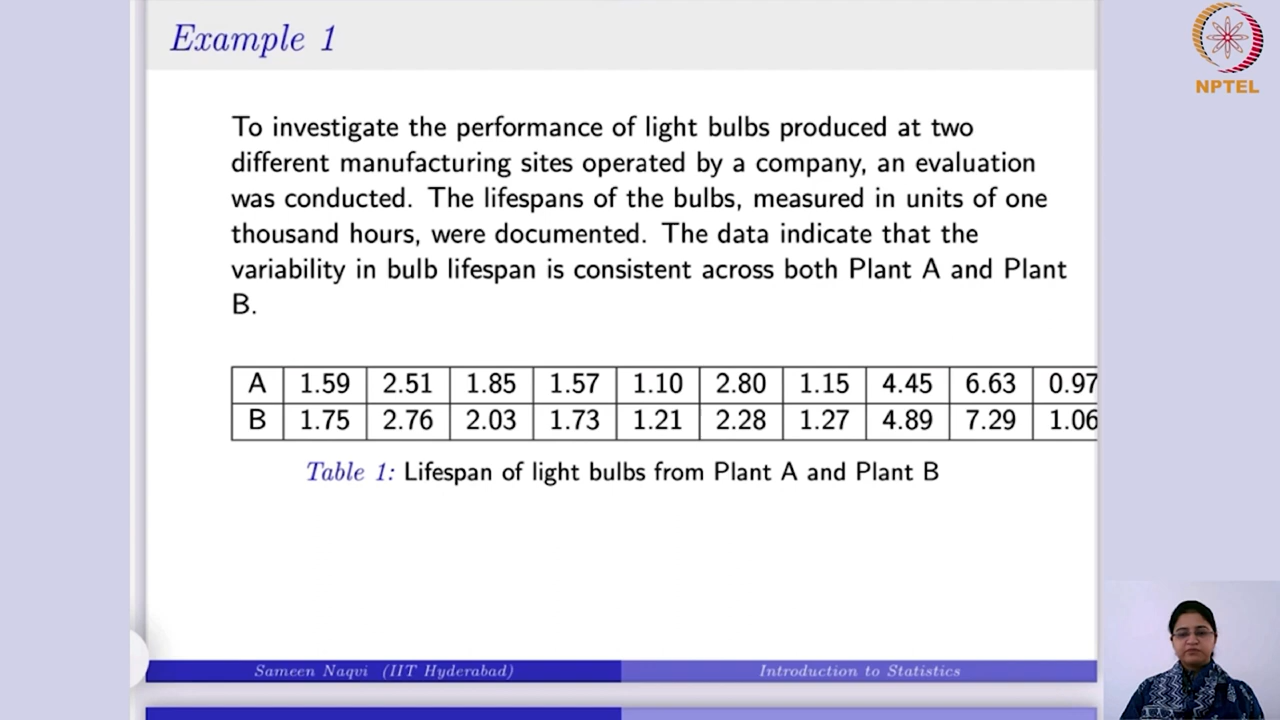 Example 1
NPTEL
To investigate the performance of light bulbs produced at two
different manufacturing sites operated by a company, an evaluation
was conducted. The lifespans of the bulbs, measured in units of one
thousand hours, were documented. The data indicate that the
variability in bulb lifespan is consistent across both Plant A and Plant
B.
A 1.59 2.51 1.85 1.57 1.10 2.80 1.15 4.45 6.63 0.97
B 1.75 2.76 2.03 1.73 1.21 2.28 1.27 4.89 7.29 1.06
Table 1: Lifespan of light bulbs from Plant A and Plant B
Sameen Naqvi (IIT Hyderabad) Introduction to Statistics